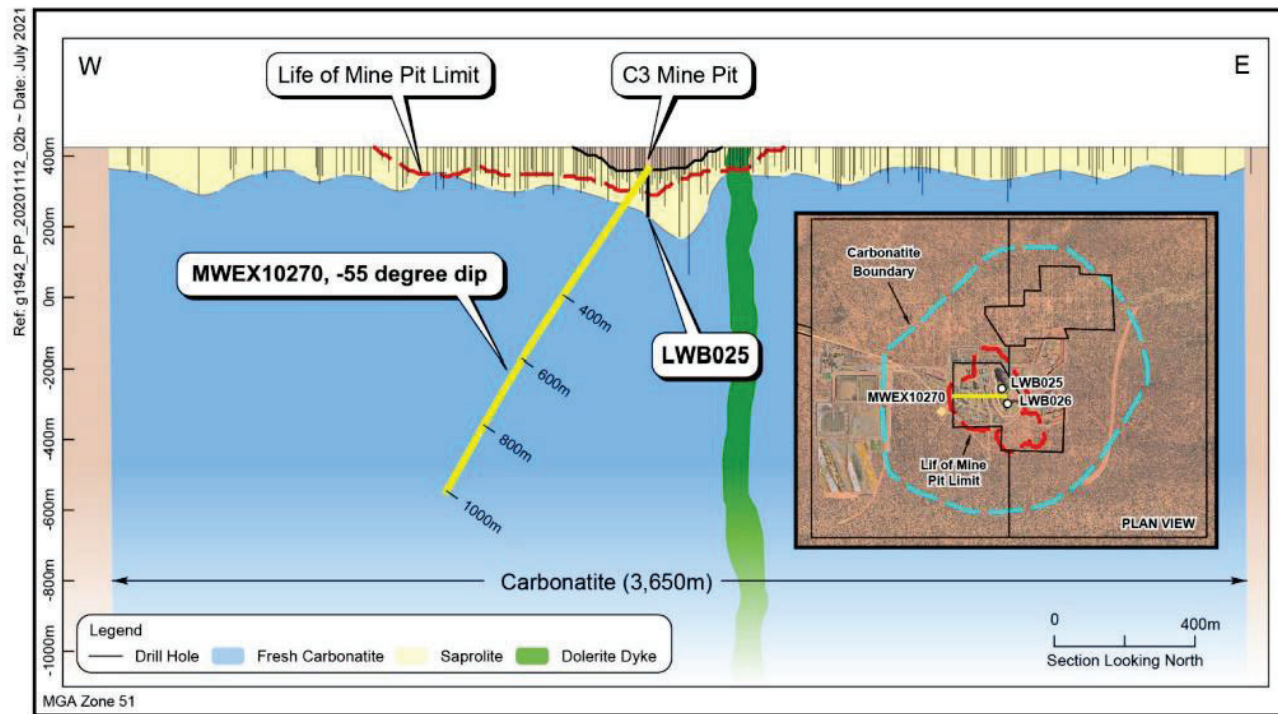 Ref: g1942_PP_20201112_02b ~ Date: July 2021
W
E
Life of Mine Pit Limit
C3 Mine Pit
400m
200m
0m
-200m
-4000m
-6000m
-8000m
-1000m
MWEX10270, -55 degree dip
LWB025
400m
600m
800m
1000m
Carbonatite
Boundary
LWB025
LWB026
MWEX10270
Lif of Mine
Pit Limit
PLAN VIEW
Carbonatite (3,650m)
Legend
Drill Hole
Fresh Carbonatite
Saprolite
Dolerite Dyke
0
400m
Section Looking North
MGA Zone 51